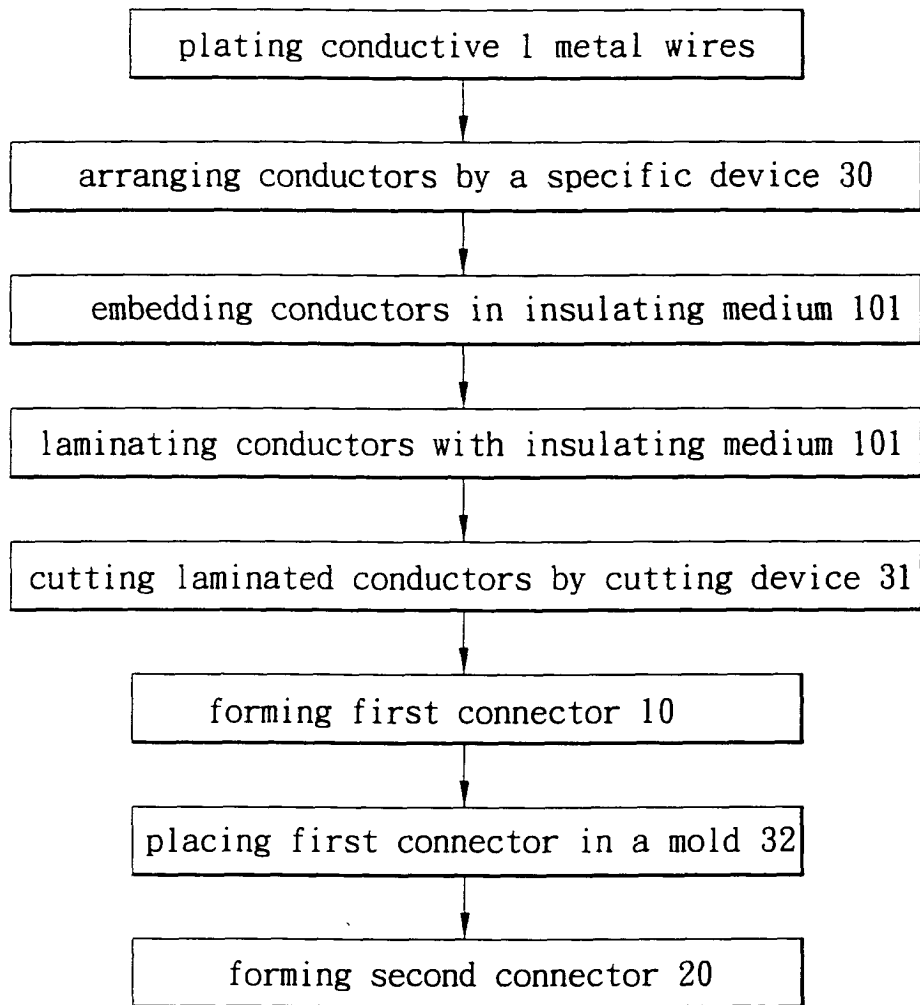 plating conductive 1 metal wires
arranging conductors by a specific device 30
embedding conductors in insulating medium 101
laminating conductors with insulating medium 101
cutting laminated conductors by cutting device 31
forming first connector 10
placing first connector in a mold 32
forming second connector 20